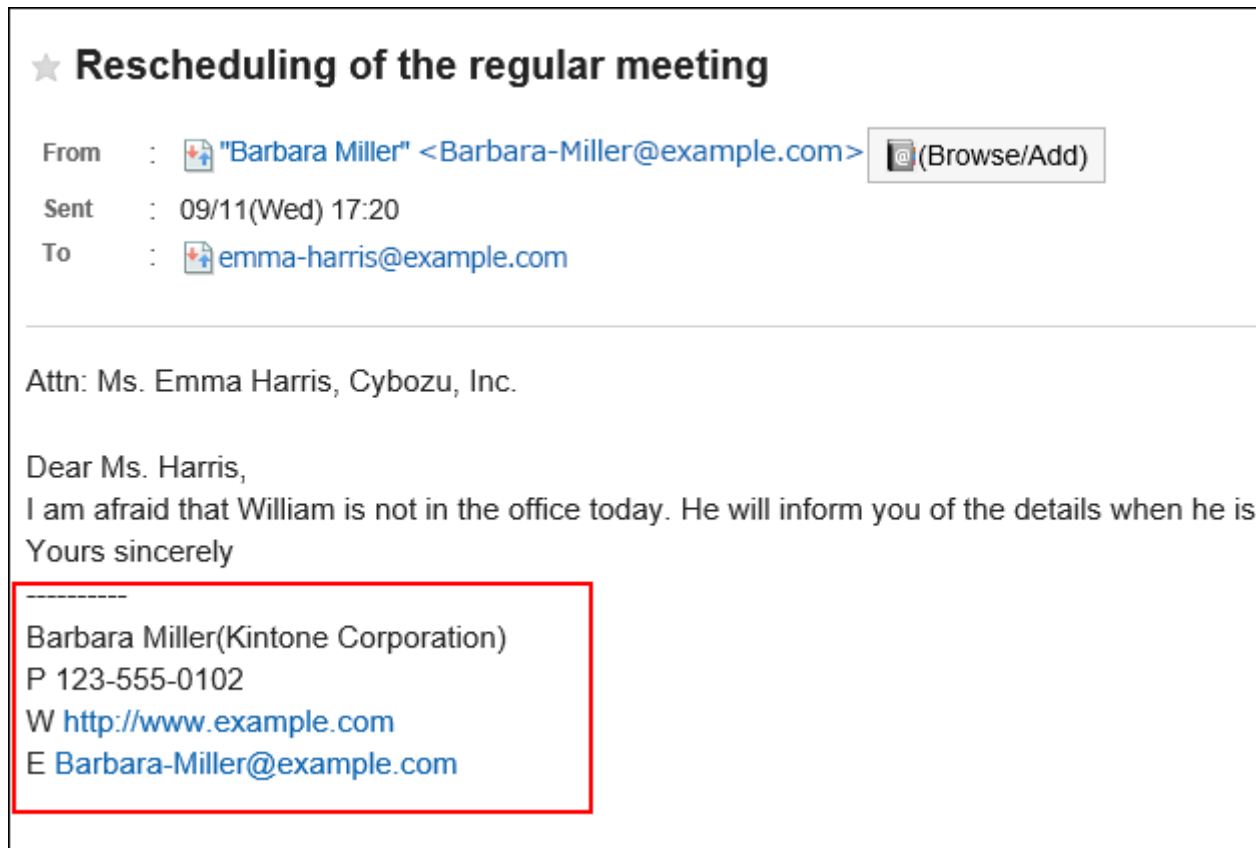 Rescheduling of the regular meeting
From : "Barbara Miller" <Barbara-Miller@example.com> (Browse/Add)
Sent : 09/11(Wed) 17:20
To : emma-harris@example.com
Attn: Ms. Emma Harris, Cybozu, Inc.
Dear Ms. Harris,
I am afraid that William is not in the office today. He will inform you of the details when he is
Yours sincerely
----------
Barbara Miller(Kintone Corporation)
P 123-555-0102
W http://www.example.com
E Barbara-Miller@example.com